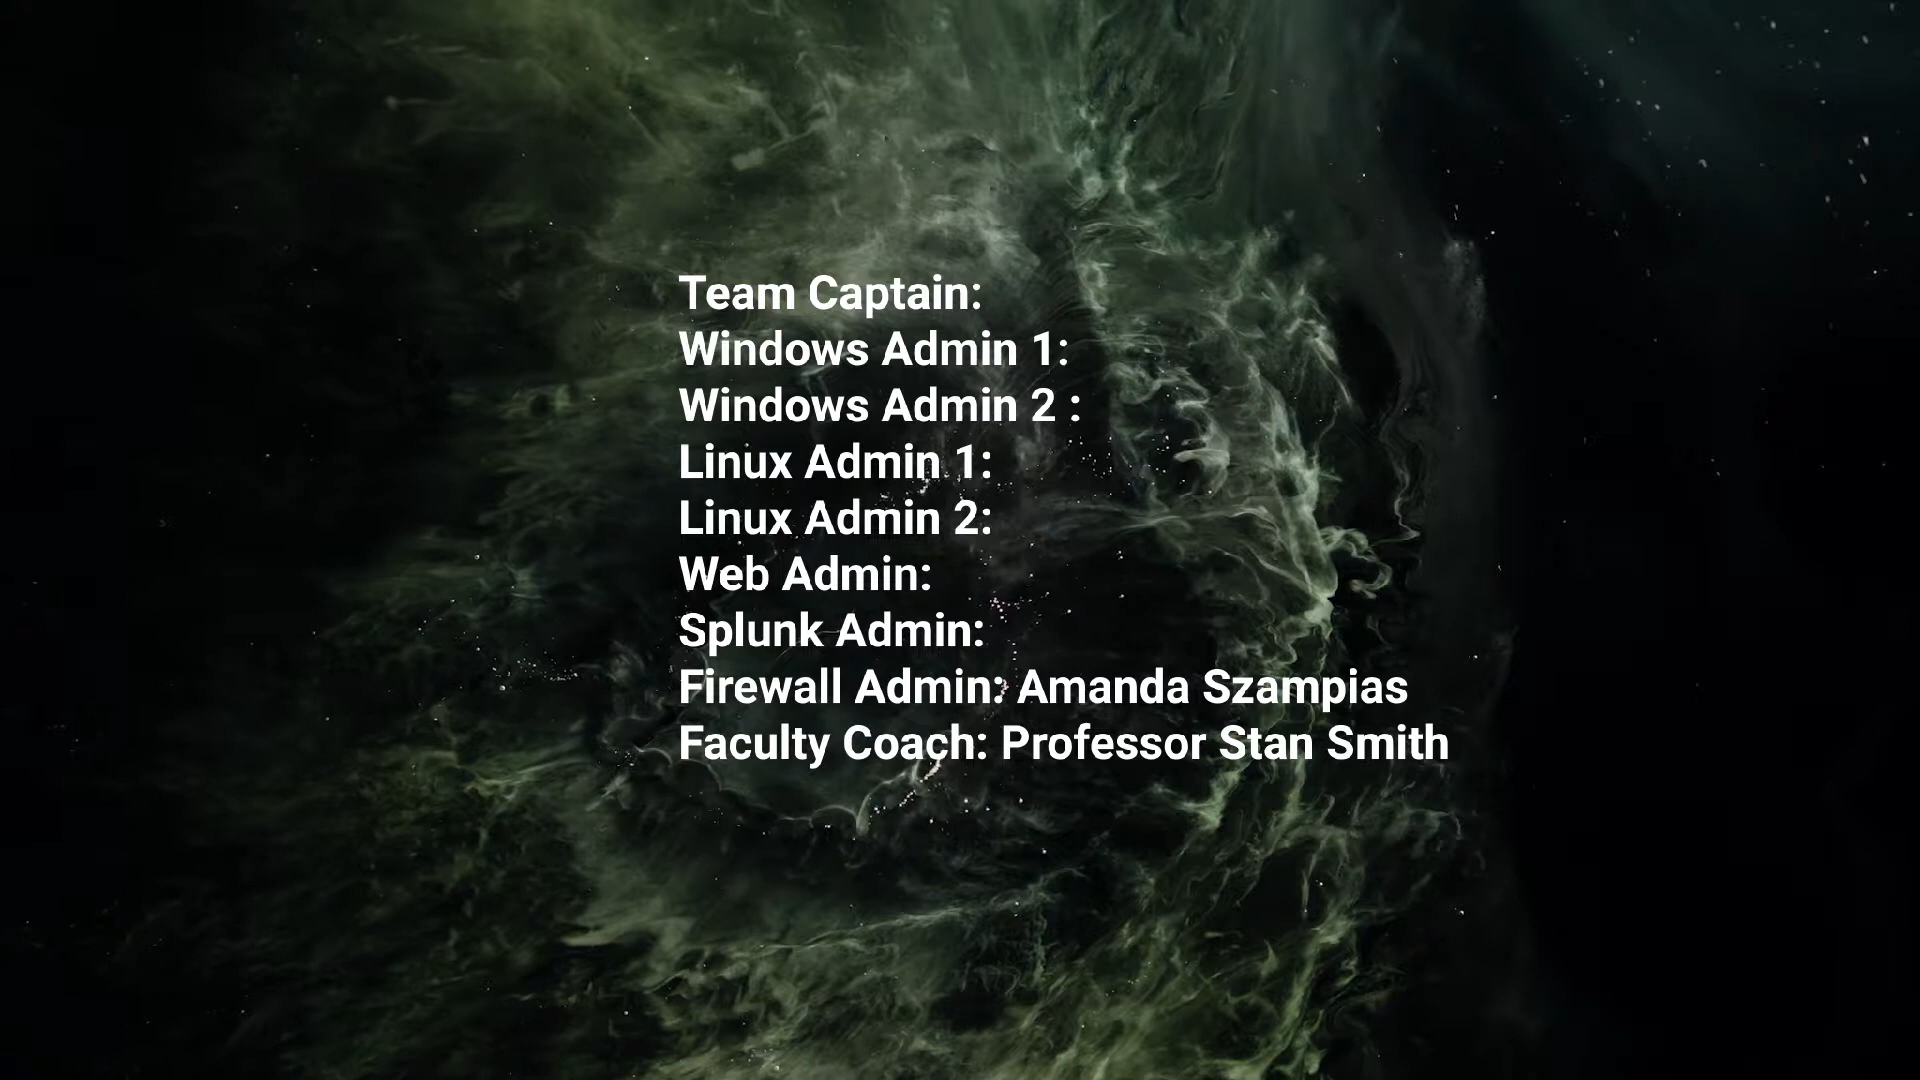 Team Captain:
Windows Admin 1:
Windows Admin 2 :
Linux Admin 1:
Linux Admin 2:
Web Admin:
Splunk Admin:
Firewall Admin: Amanda Szampias
Faculty Coach: Professor Stan Smith